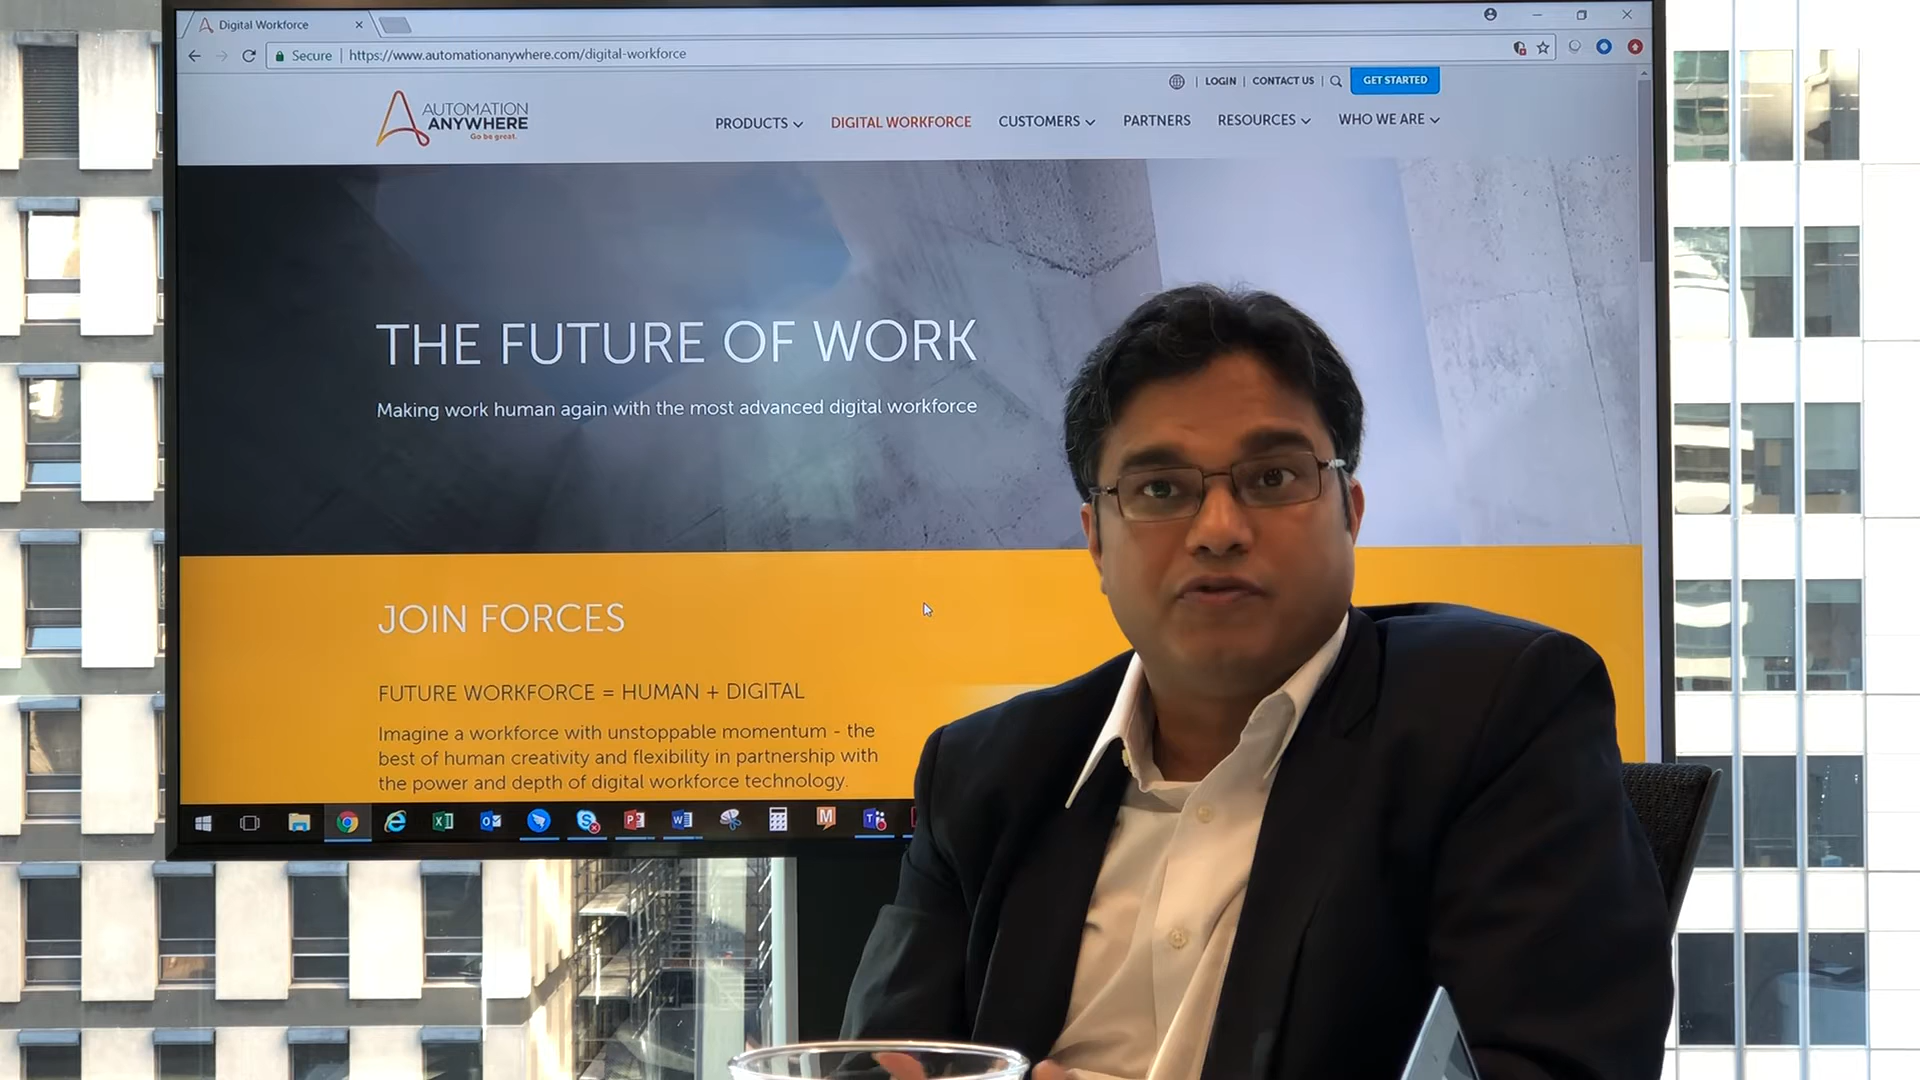 Digital Workforce
Secure
https://www.automationanywhere.com/digital-workforce
LOGIN | CONTACT US
GET STARTED
AUTOMATION
ANYWHERE
Go be great.
PRODUCTS
DIGITAL WORKFORCE
CUSTOMERS
PARTNERS
RESOURCES
WHO WE ARE
THE FUTURE OF WORK
Making work human again with the most advanced digital workforce
JOIN FORCES
FUTURE WORKFORCE = HUMAN + DIGITAL
Imagine a workforce with unstoppable momentum - the
best of human creativity and flexibility in partnership with
the power and depth of digital workforce technology.